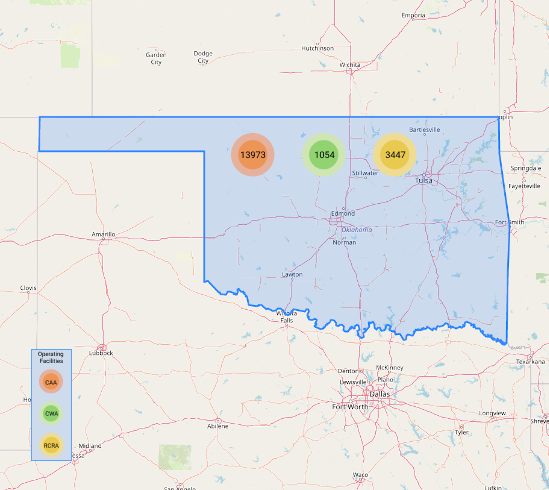 Emporia
Hutchinson
Garden
City
Dodge
City
Wichita
Bartlesville
13973
1054
3447
Springdale
Stillwater
Tulsa
Fayetteville
Edmond
Oklahoma
Norman
Fort Smith
Amarillo
Lawton
Clovis
Wichita
Falls
Operating
Facilities
CAA
CWA
RCRA
Lubbock
Texarkana
Denton
McKinney
Lewisville
Plano
Dallas
Fort Worth
Longview
Abilene
Tyler
Midland
Waco
San Angelo
Lufkin